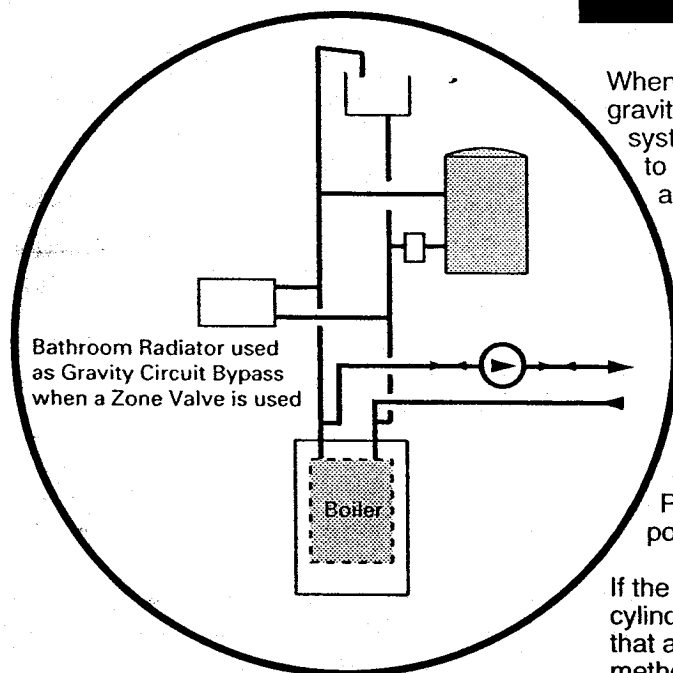 When
gravit
syst
to
a
Bathroom Radiator used
as Gravity Circuit Bypass
when a Zone Valve is used
Boiler
P
po
If the
cylind
that a
meth